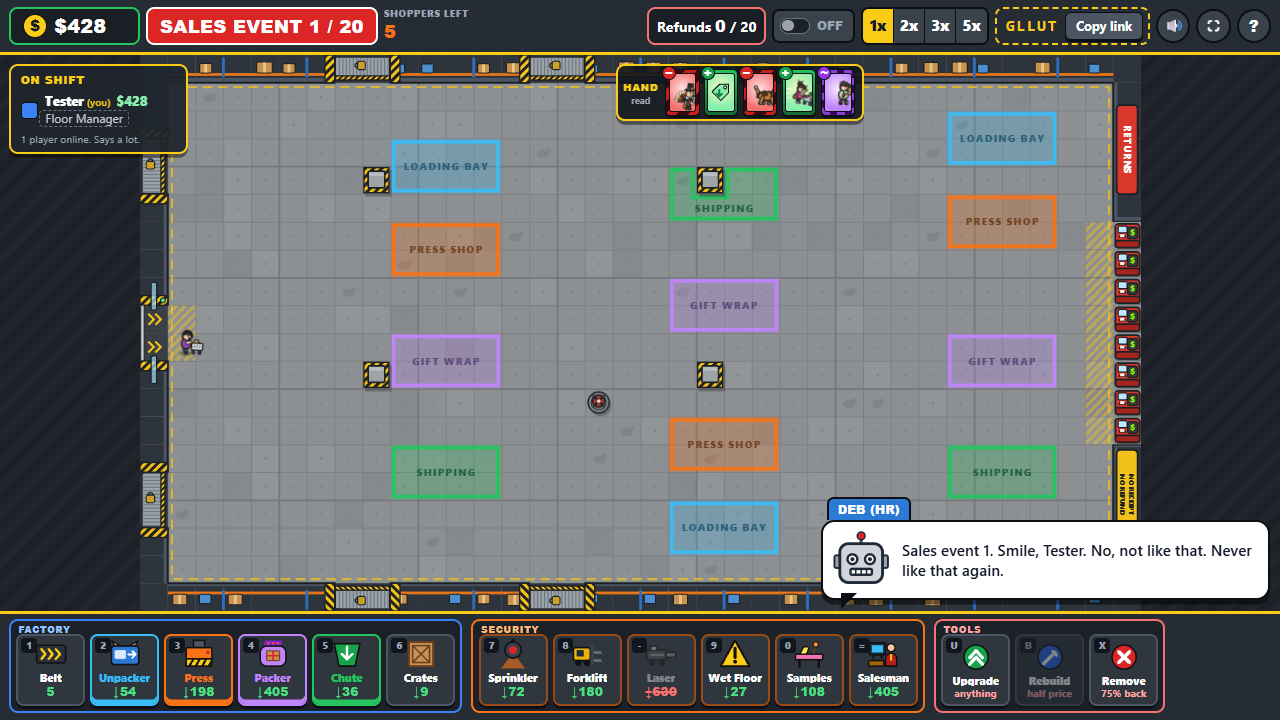 $ $428
SALES EVENT 1 / 20
SHOPPERS LEFT
5
Refunds 0 / 20
OFF
1x 2x 3x 5x
GLLUT Copy link
?
ON SHIFT
Tester (you) $428
Floor Manager
1 player online. Says a lot.
HAND
read
LOADING BAY
LOADING BAY
RETURNS
SHIPPING
PRESS SHOP
PRESS SHOP
GIFT WRAP
GIFT WRAP
GIFT WRAP
PRESS SHOP
SHIPPING
SHIPPING
NO RECEIPT
NO REFUND
LOADING BAY
DEB (HR)
Sales event 1. Smile, Tester. No, not like that. Never
like that again.
FACTORY
1
Belt
5
2
Unpacker
↓54
3
Press
↓198
4
Packer
↓405
5
Chute
↓36
6
Crates
↓9
SECURITY
7
Sprinkler
↓72
8
Forklift
↓180
-
Laser
↓630
9
Wet Floor
↓27
0
Samples
↓108
=
Salesman
↓405
TOOLS
U
Upgrade
anything
B
Rebuild
half price
X
Remove
75% back